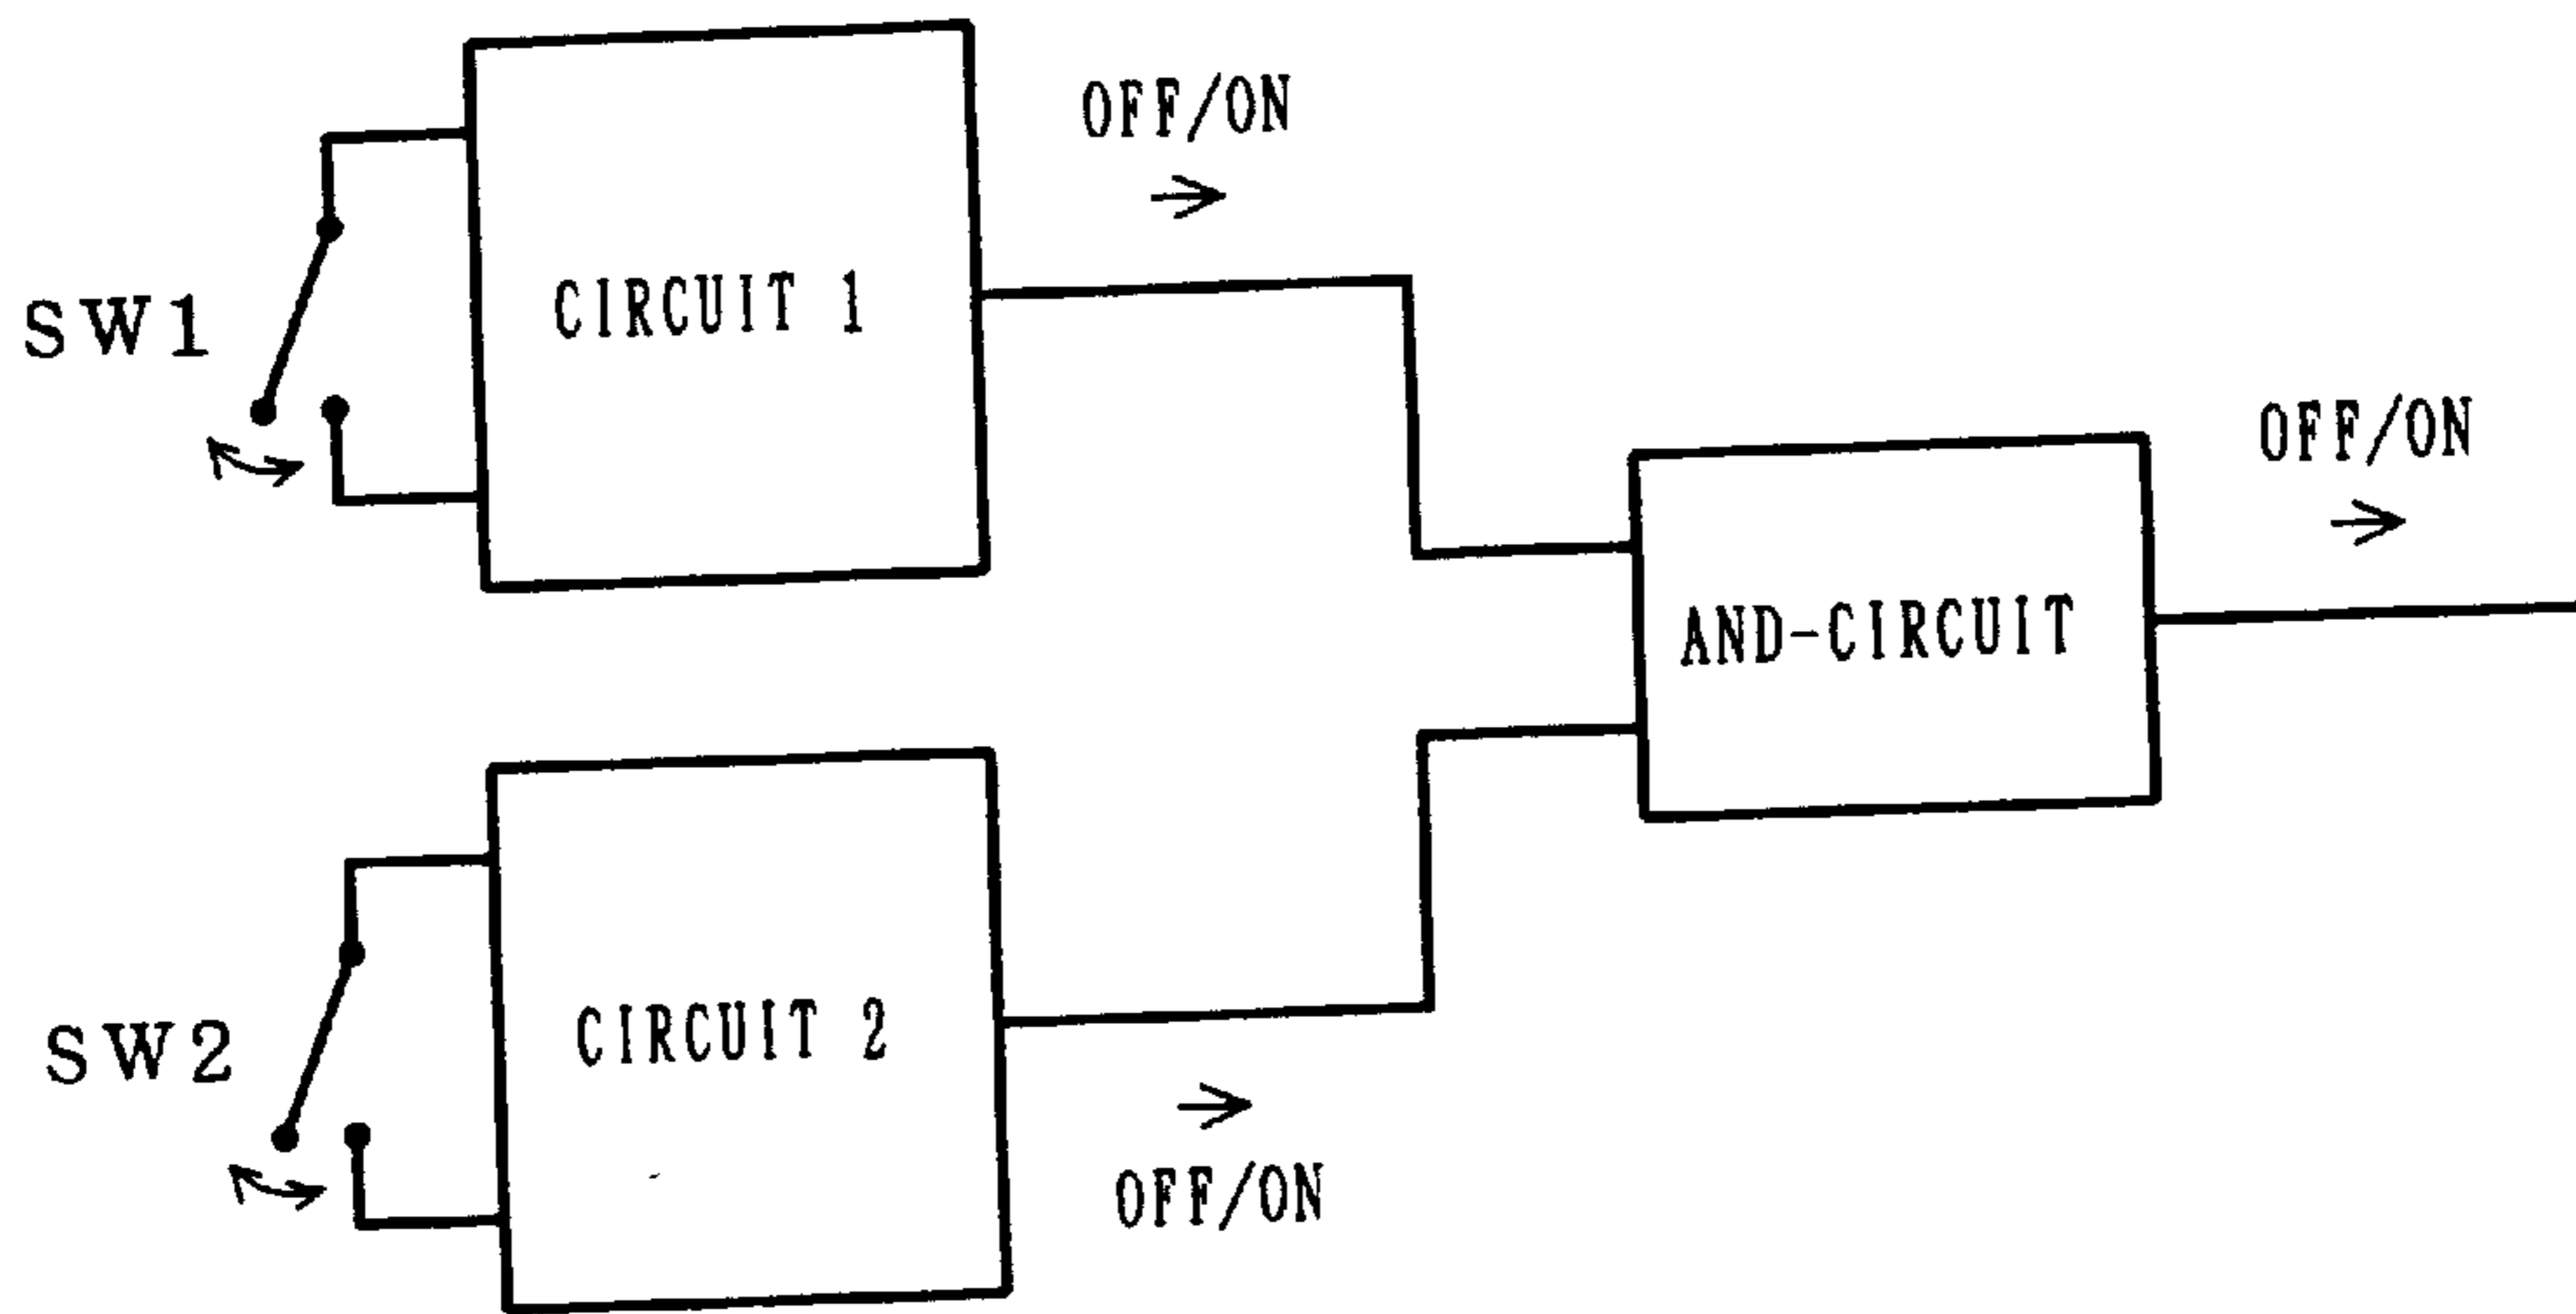 OFF/ON
CIRCUIT 1
SW1
OFF/ON
AND-CIRCUIT
CIRCUIT 2
SW2
OFF/ON